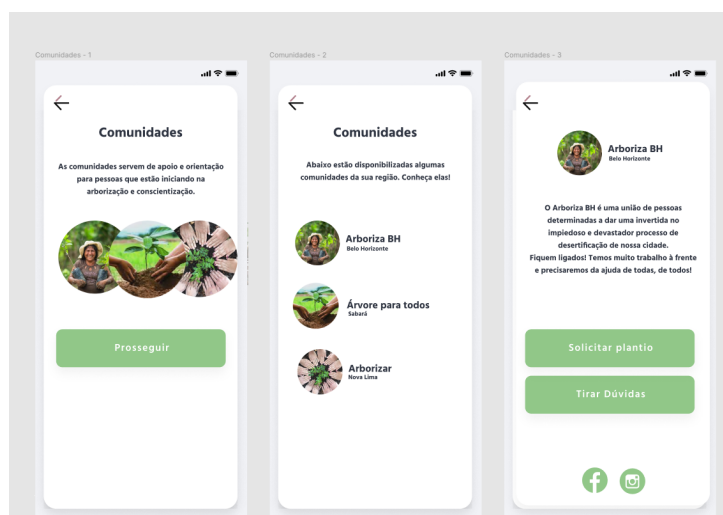 Comunidades - 1
Comunidades
As comunidades servem de apoio e orientação
para pessoas que estão iniciando na
arborização e conscientização.
Prosseguir
Comunidades - 2
Comunidades
Abaixo estão disponibilizadas algumas
comunidades da sua região. Conheça elas!
Arboriza BH
Belo Horizonte
Árvore para todos
Sabará
Arborizar
Nova Lima
Comunidades - 3
Arboriza BH
Belo Horizonte
O Arboriza BH é uma união de pessoas
determinadas a dar uma invertida no
impiedoso e devastador processo de
desertificação de nossa cidade.
Fiquem ligados! Temos muito trabalho à frente
e precisaremos da ajuda de todas, de todos!
Solicitar plantio
Tirar Dúvidas